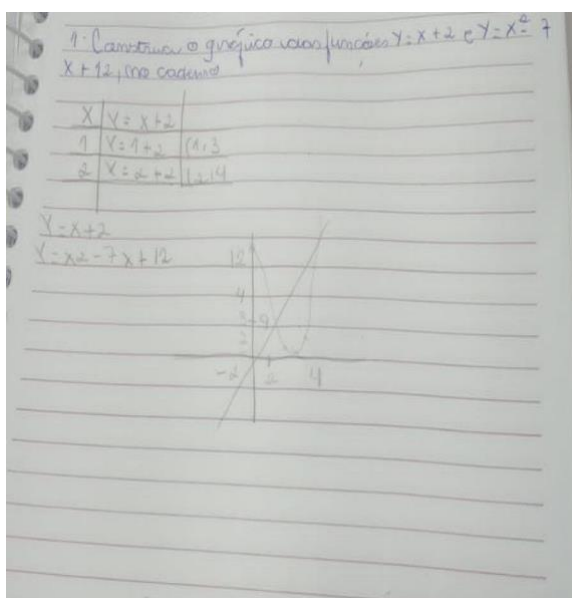 1. Construa o gráfico das funções Y=x+2 e Y=x²-7
x+12, no caderno
X Y=x+2
1 Y=1+2 (1,3
2 Y=2+2 (2,4
Y=x+2
Y=x2-7x+12
12
4
3
2
-2 2 4